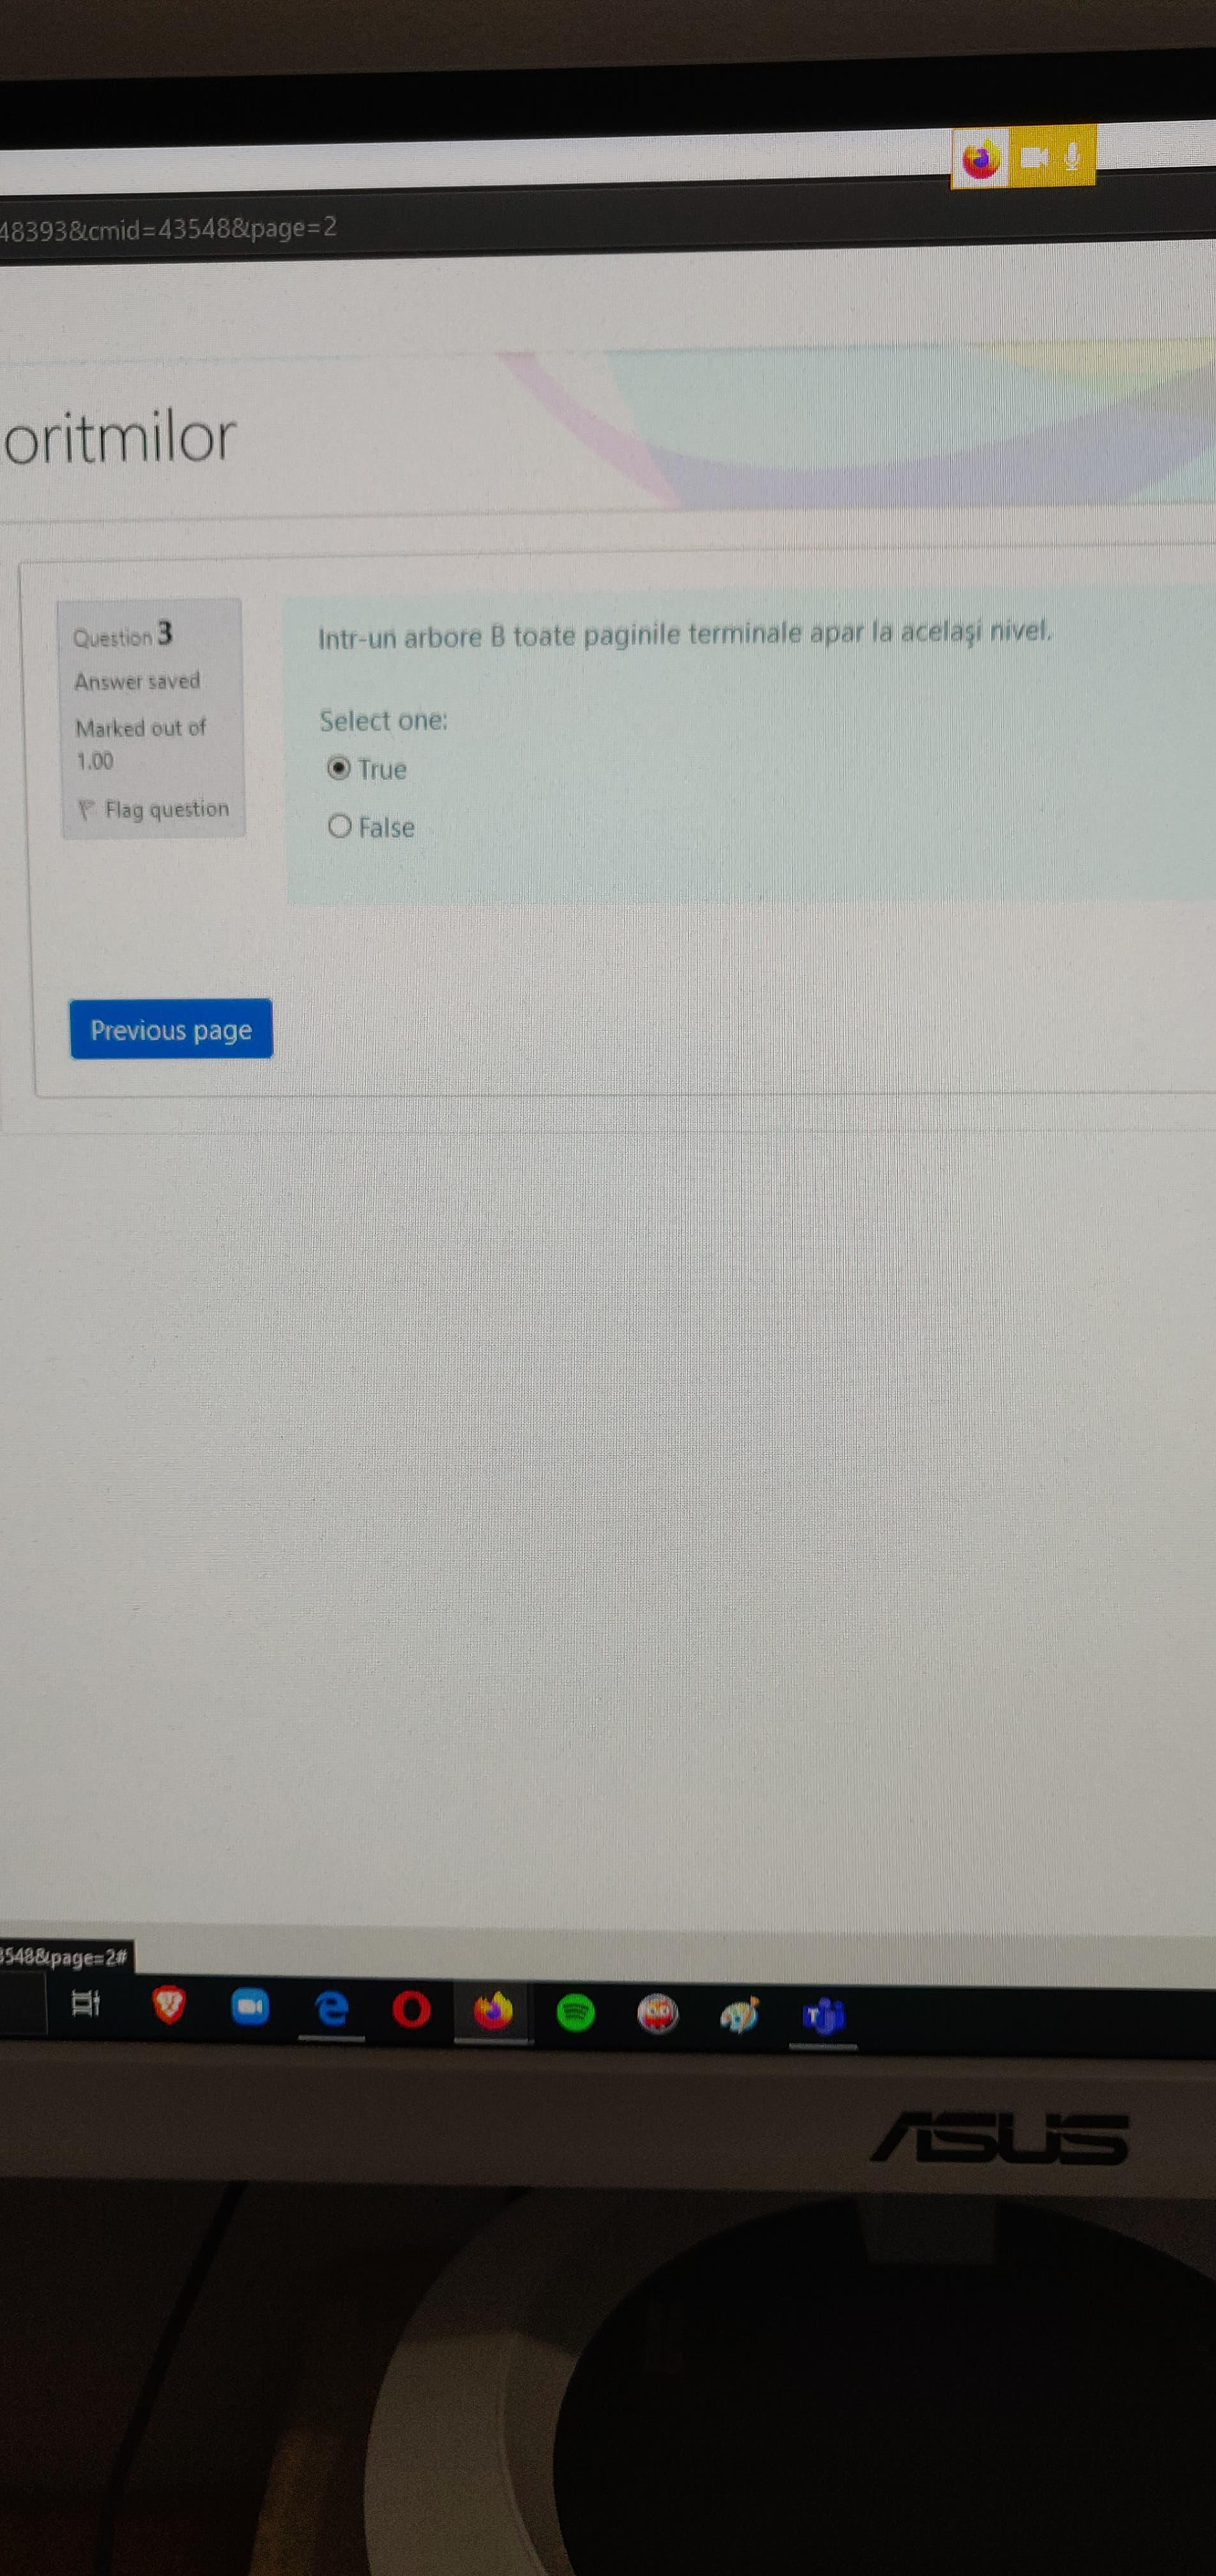 48393&cmid=43548&page=2
oritmilor
Question 3
Answer saved
Marked out of
1.00
Flag question
Intr-un arbore B toate paginile terminale apar la acelaşi nivel.
Select one:
True
False
Previous page
3548&page=2#
ASUS